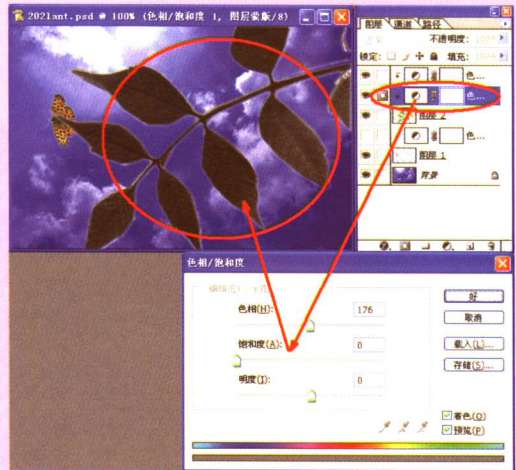 2021ant.psd @ 100% (色相/饱和度 1, 图层蒙版/8)
图层 通道 路径
不透明度:
锁定: 填充:
色...
色...
图层 2
色...
图层 1
背景
色相/饱和度
色相(H): 176
饱和度(A): 0
明度(I): 0
好
取消
载入(L)...
存储(S)...
着色(O)
预览(P)